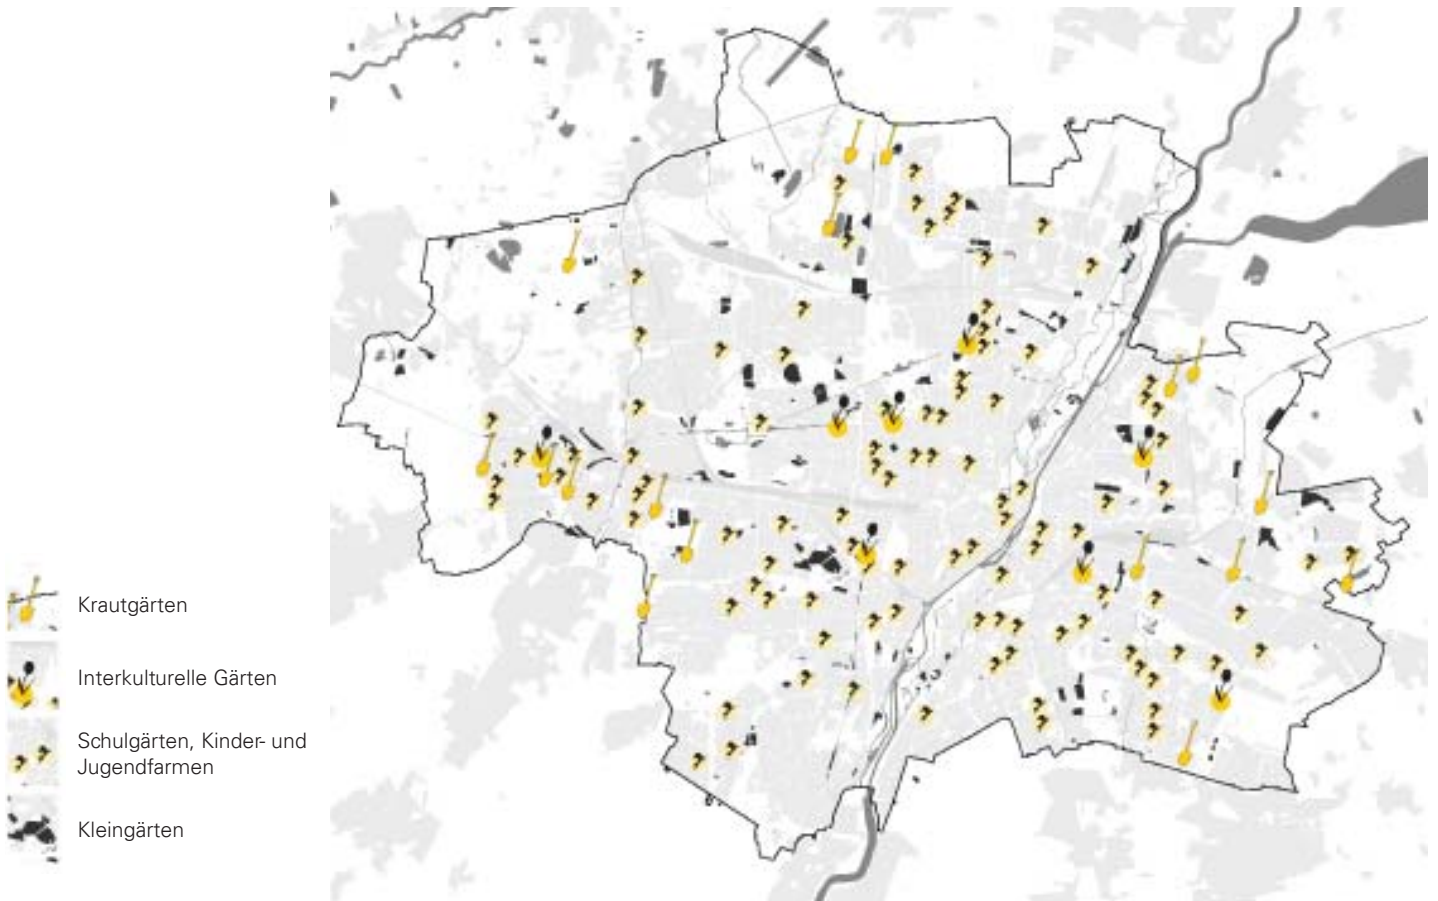 Krautgärten
Interkulturelle Gärten
Schulgärten, Kinder- und
Jugendfarmen
Kleingärten